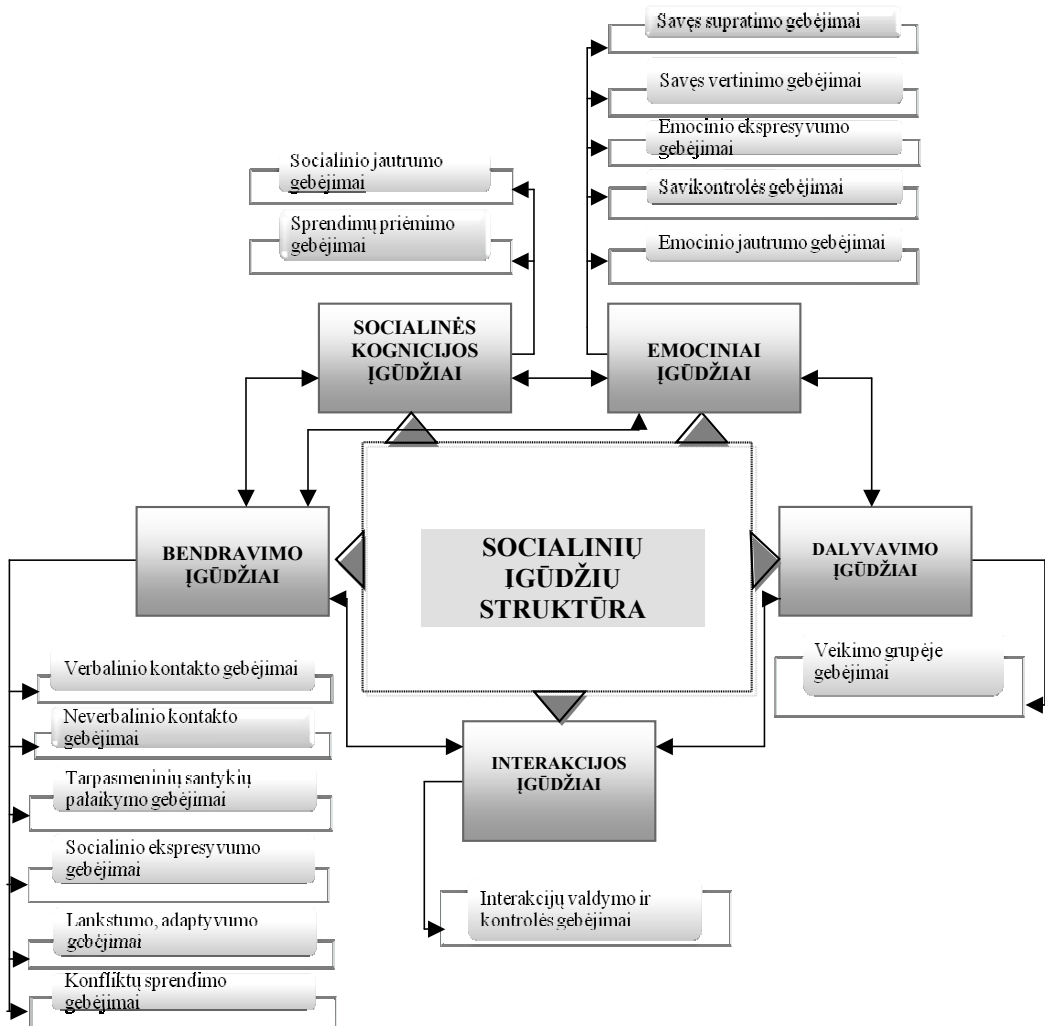 Savęs supratimo gebėjimai
Savęs vertinimo gebėjimai
Emocinio ekspresyvumo
gebėjimai
Savikontrolės gebėjimai
Emocinio jautrumo gebėjimai
Socialinio jautrumo
gebėjimai
Sprendimų priėmimo
gebėjimai
SOCIALINĖS
KOGNICIJOS
ĮGŪDŽIAI
EMOCINIAI
ĮGŪDŽIAI
BENDRAVIMO
ĮGŪDŽIAI
SOCIALINIŲ
ĮGŪDŽIŲ
STRUKTŪRA
DALYVAVIMO
ĮGŪDŽIAI
Veikimo grupėje
gebėjimai
INTERAKCIJOS
ĮGŪDŽIAI
Verbalinio kontakto gebėjimai
Neverbalinio kontakto
gebėjimai
Tarpasmeninių santykių
palaikymo gebėjimai
Socialinio ekspresyvumo
gebėjimai
Lankstumo, adaptyvumo
gebėjimai
Konfliktų sprendimo
gebėjimai
Interakcijų valdymo ir
kontrolės gebėjimai